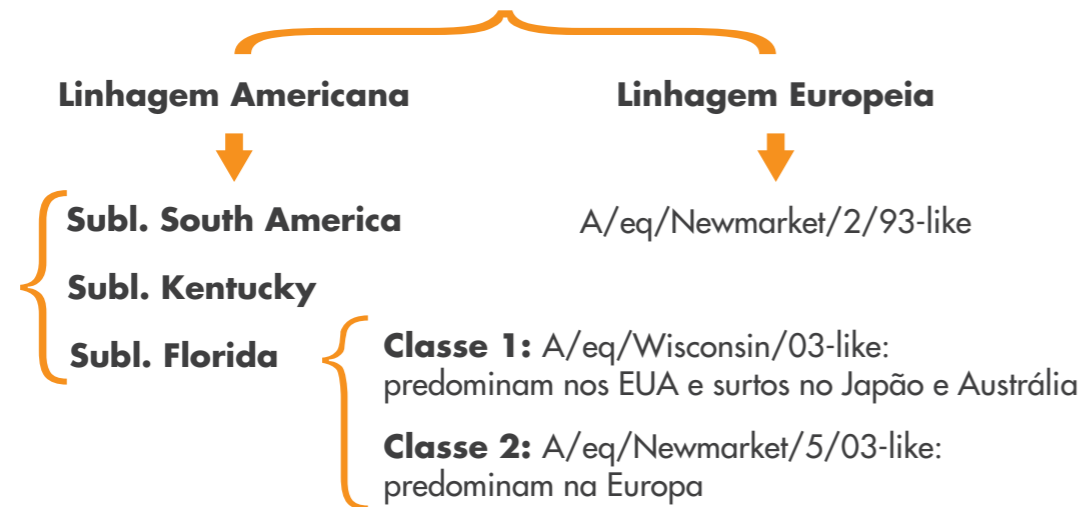 Linhagem Americana
Linhagem Europeia
Subl. South America
A/eq/Newmarket/2/93-like
Subl. Kentucky
Subl. Florida
Classe 1: A/eq/Wisconsin/03-like:
predominam nos EUA e surtos no Japão e Austrália
Classe 2: A/eq/Newmarket/5/03-like:
predominam na Europa